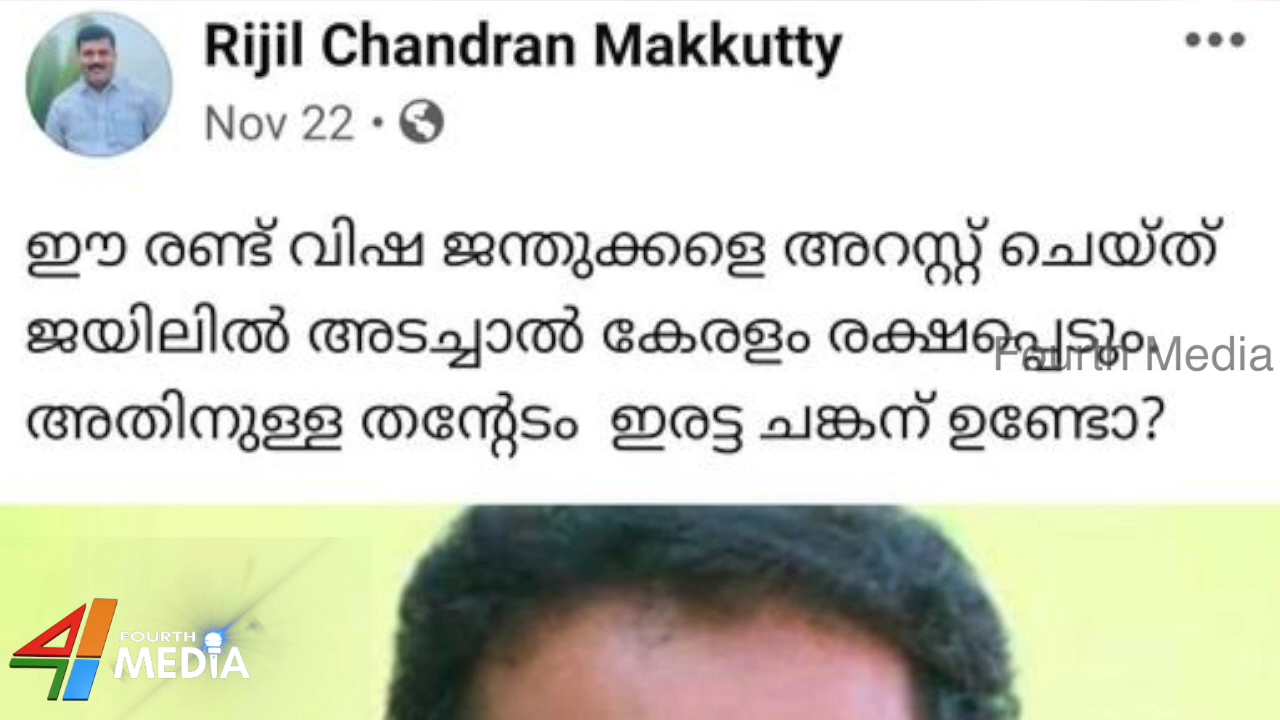 Rijil Chandran Makkutty
Nov 22 •
ഈ രണ്ട് വിഷ ജന്തുക്കളെ അറസ്റ്റ് ചെയ്ത്
ജയിലിൽ അടച്ചാൽ കേരളം രക്ഷപ്പെടും.
Fourth Media
അതിനുള്ള തന്റേടം ഇരട്ട ചങ്കന് ഉണ്ടോ?
4
FOURTH
MEDIA